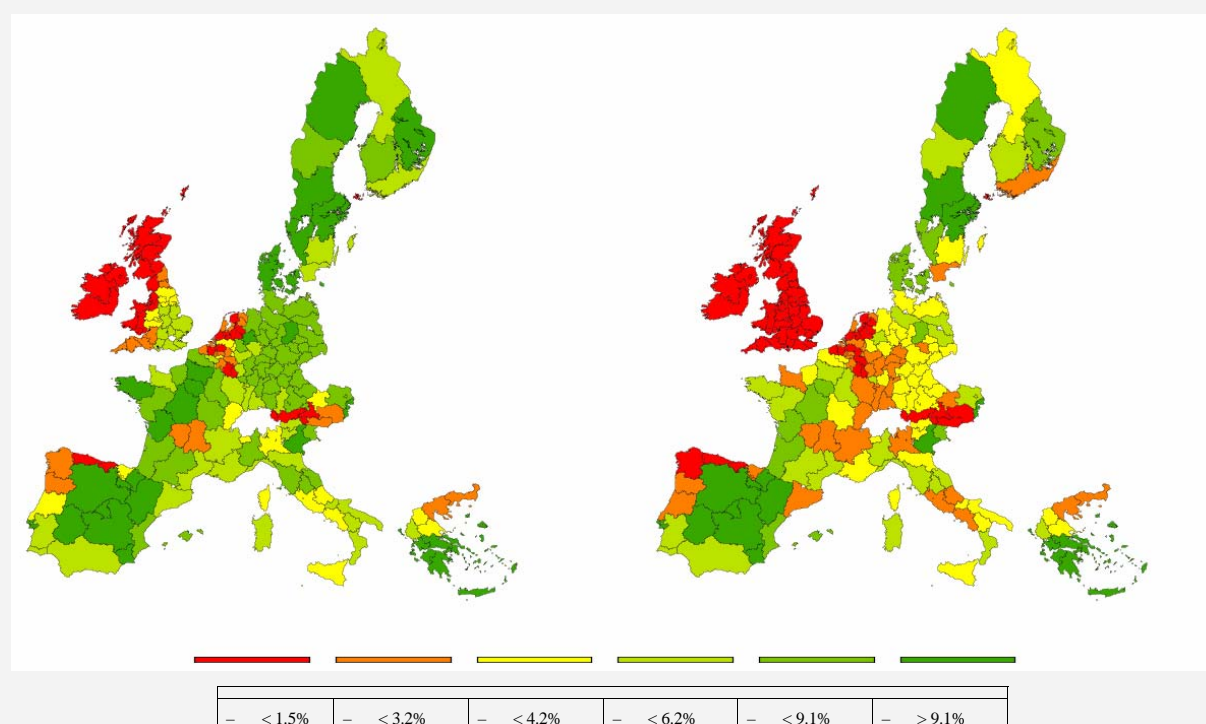 – < 1.5% – < 3.2% – < 4.2% – < 6.2% – < 9.1% – > 9.1%